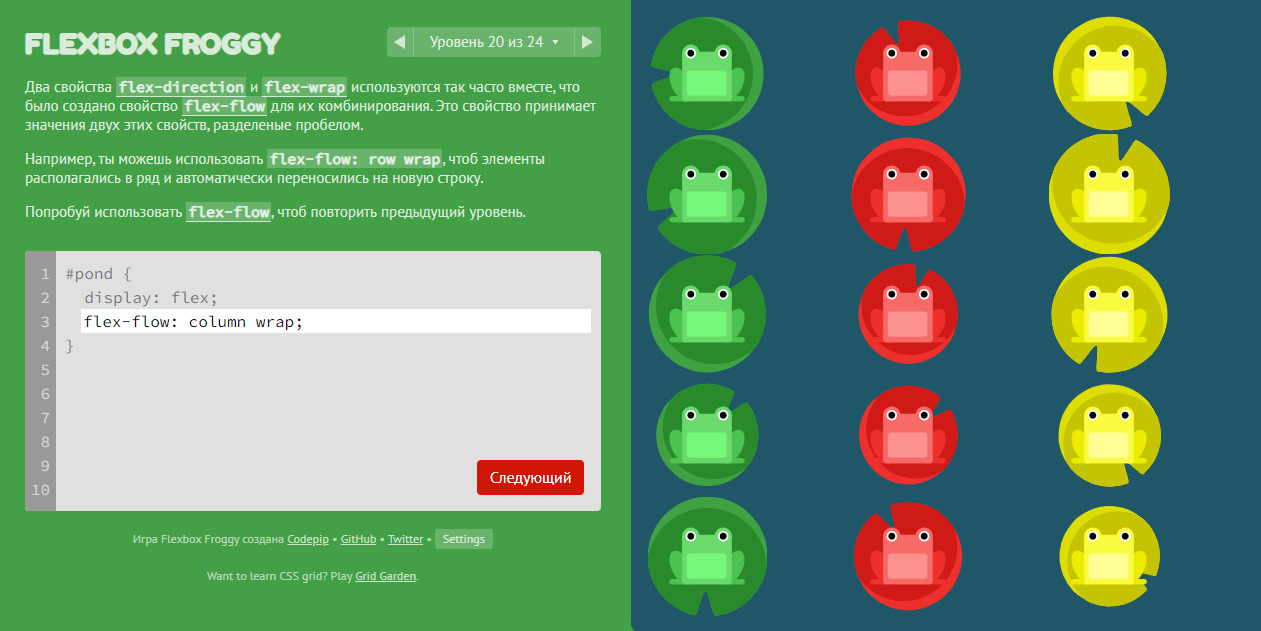 FLEXBOX FROGGY
Уровень 20 из 24
Два свойства flex-direction и flex-wrap используются так часто вместе, что
было создано свойство flex-flow для их комбинирования. Это свойство принимает
значения двух этих свойств, разделеные пробелом.
Например, ты можешь использовать flex-flow: row wrap, чтоб элементы
располагались в ряд и автоматически переносились на новую строку.
Попробуй использовать flex-flow, чтоб повторить предыдущий уровень.
1 #pond {
2 display: flex;
3 flex-flow: column wrap;
4 }
5
6
7
8
9
10
Следующий
Игра Flexbox Froggy создана Codepip • GitHub • Twitter • Settings
Want to learn CSS grid? Play Grid Garden.